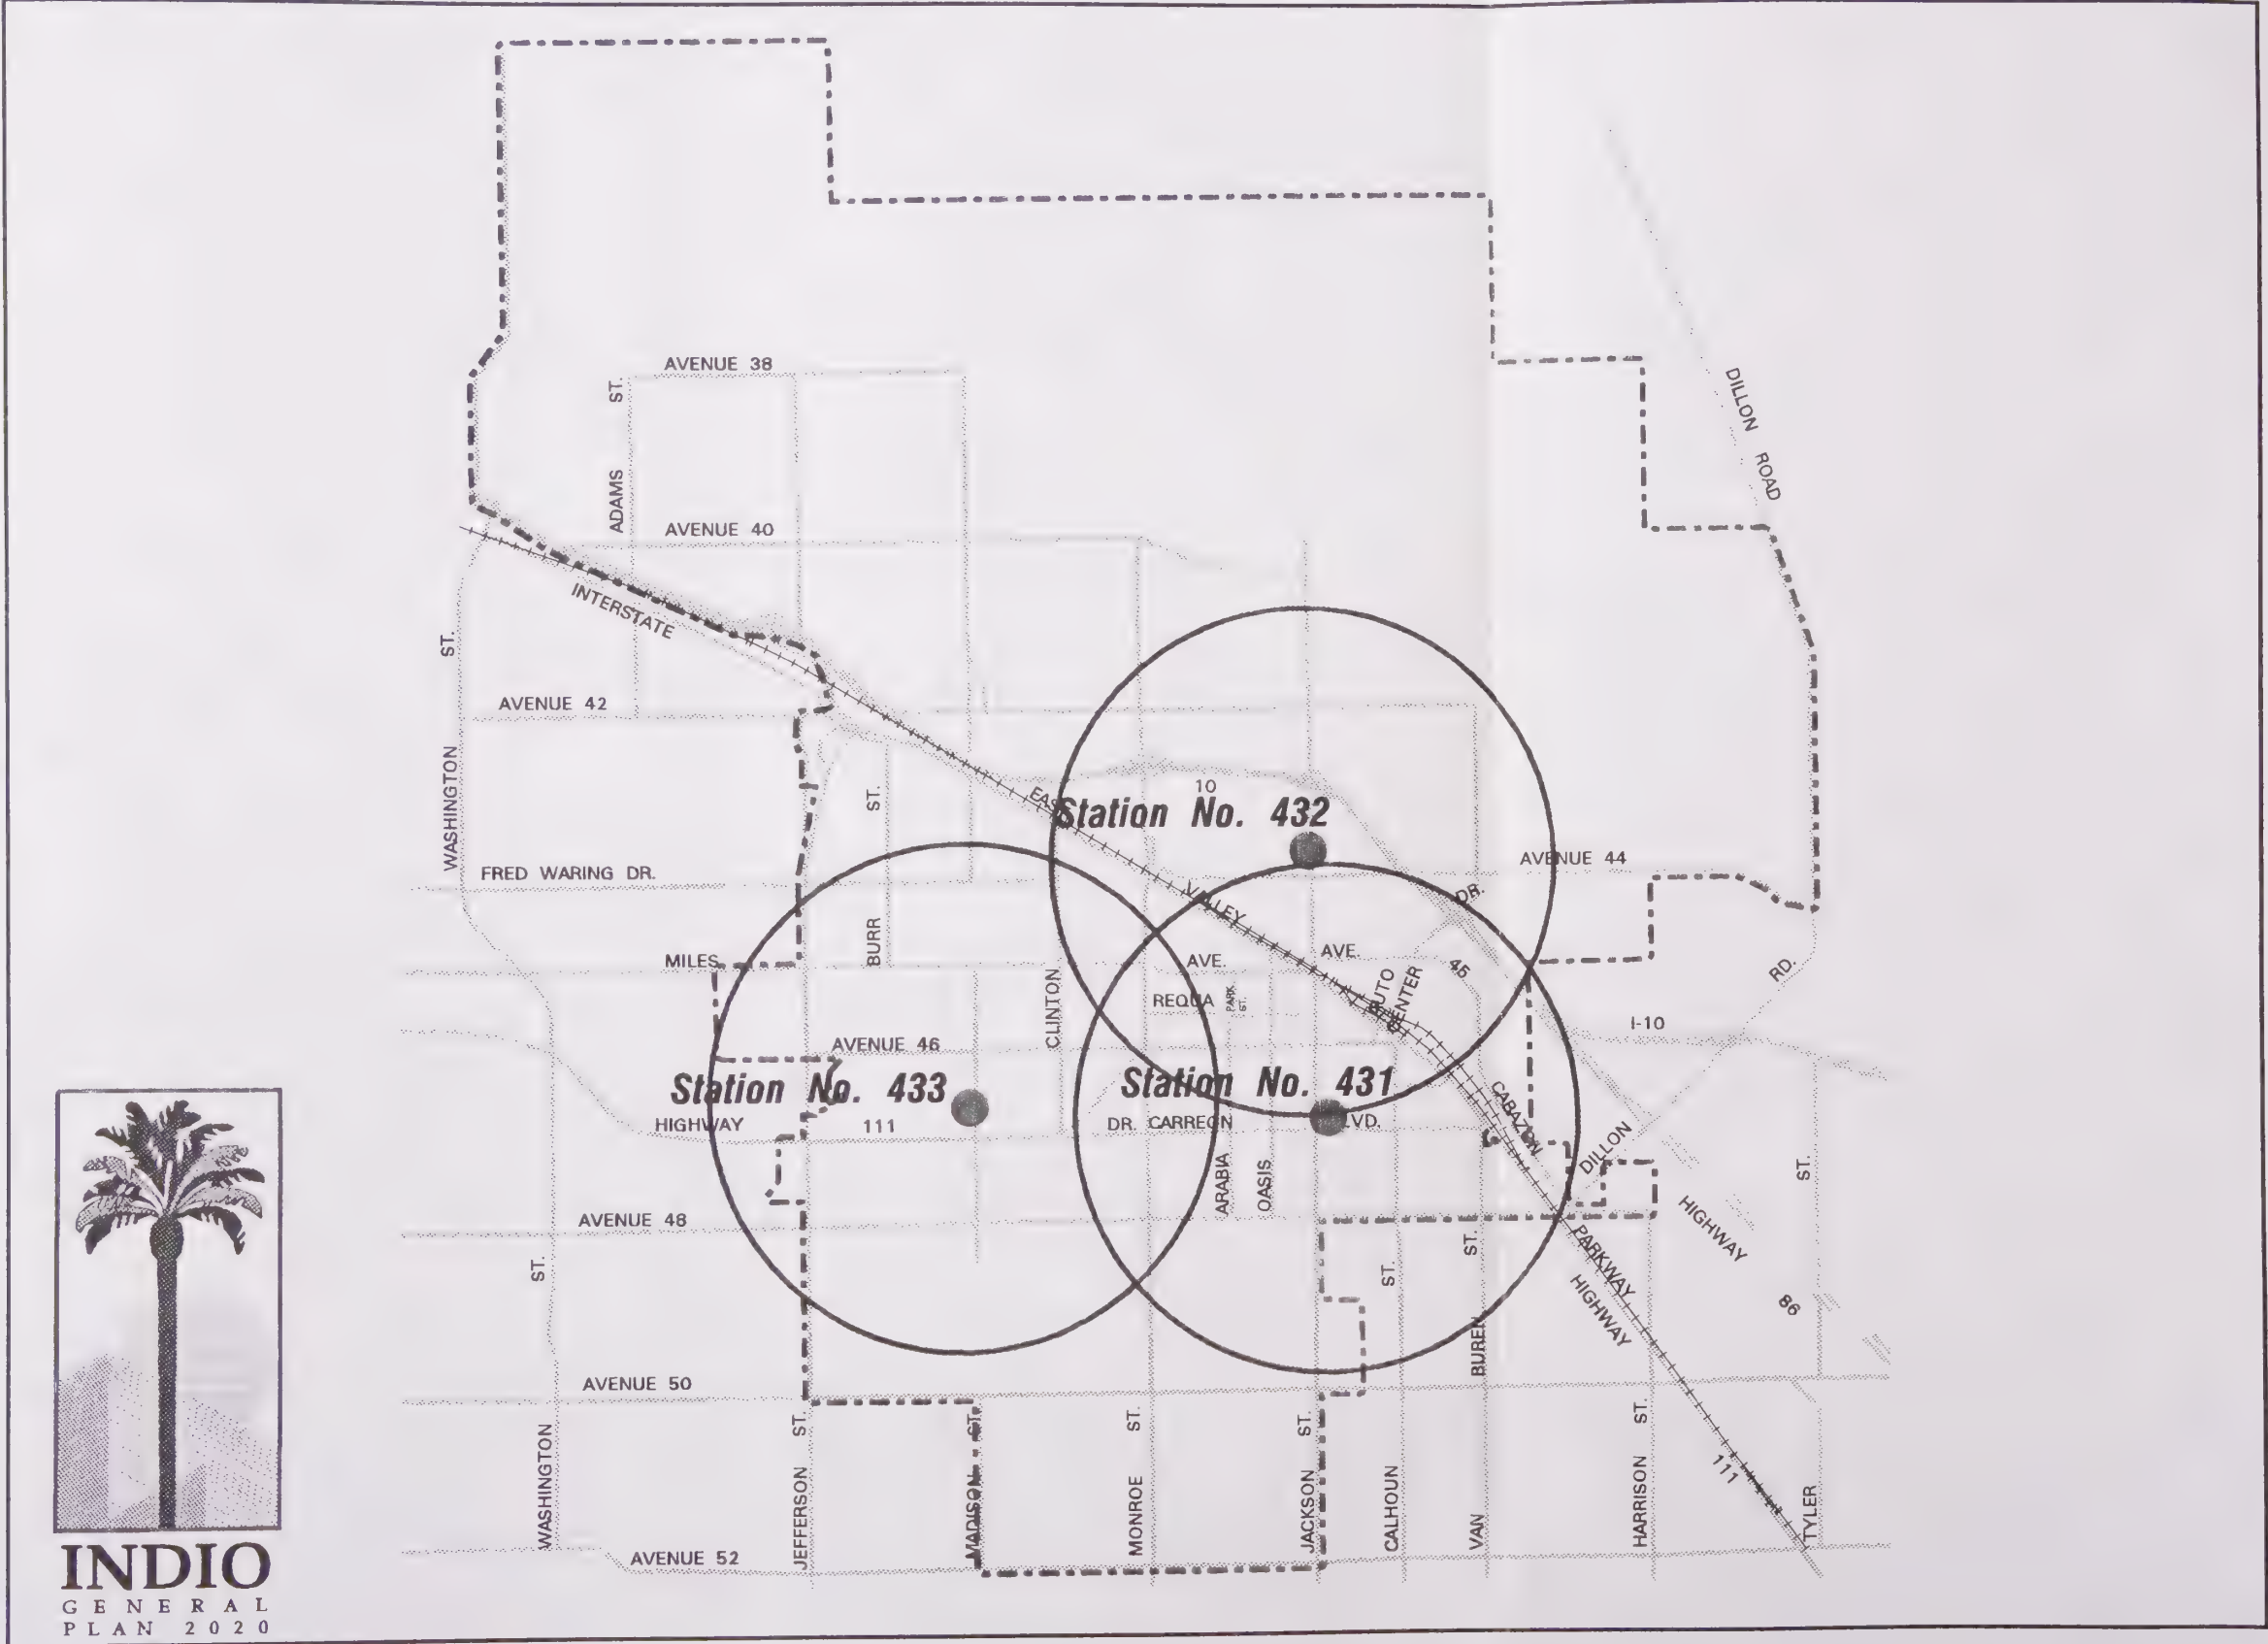 AVENUE 38
ADAMS ST.
DILLON ROAD
AVENUE 40
INTERSTATE
WASHINGTON ST.
AVENUE 42
10
EAST
Station No. 432
BURR ST.
FRED WARING DR.
AVENUE 44
VALLEY
DR.
MILES
AVE.
AVE.
45
RD.
CLINTON
REQUA
PARK ST.
AUTO CENTER
I-10
AVENUE 46
Station No. 433
Station No. 431
HIGHWAY 111
DR. CARREON BLVD.
CABAZON
DILLON
ARABIA
OASIS
ST.
AVENUE 48
HIGHWAY
86
PARKWAY
HIGHWAY
111
AVENUE 50
WASHINGTON ST.
JEFFERSON ST.
MADISON ST.
MONROE ST.
JACKSON ST.
CALHOUN ST.
VAN BUREN ST.
HARRISON ST.
TYLER
AVENUE 52
INDIO
GENERAL
PLAN 2020